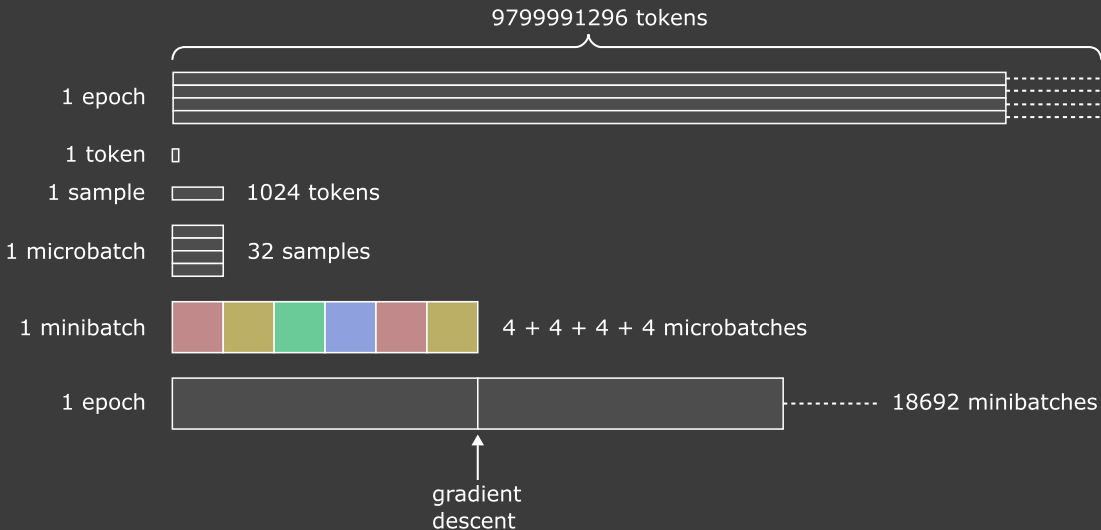 9799991296 tokens
1 epoch
1 token
1 sample 1024 tokens
1 microbatch 32 samples
1 minibatch 4 + 4 + 4 + 4 microbatches
1 epoch 18692 minibatches
gradient
descent